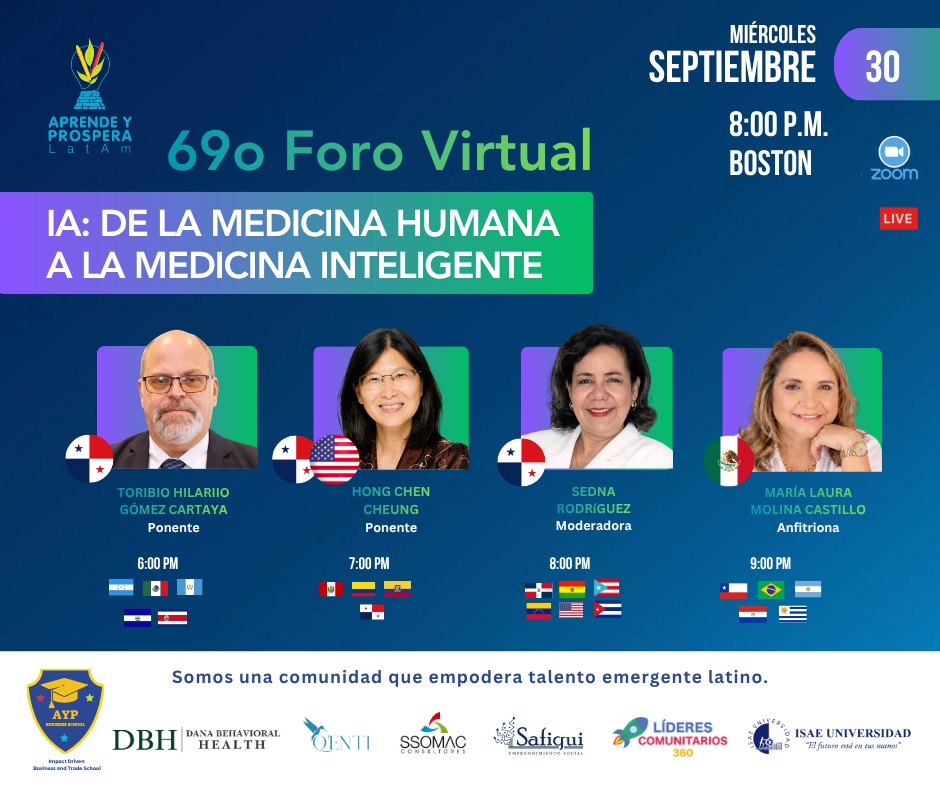 MIÉRCOLES
SEPTIEMBRE
30
8:00 P.M.
BOSTON
zoom
LIVE
APRENDE Y
PROSPERA
LatAm
69o Foro Virtual
IA: DE LA MEDICINA HUMANA
A LA MEDICINA INTELIGENTE
TORIBIO HILARIIO
GÓMEZ CARTAYA
Ponente
HONG CHEN
CHEUNG
Ponente
SEDNA
RODRíGUEZ
Moderadora
MARÍA LAURA
MOLINA CASTILLO
Anfitriona
6:00 PM
7:00 PM
8:00 PM
9:00 PM
Somos una comunidad que empodera talento emergente latino.
AYP
BUSINESS SCHOOL
Impact Driven
Business and Trade School
DBH
DANA BEHAVIORAL
HEALTH
QENTI
SSOMAC
CONSULTORES
Safiqui
EMPRENDIMIENTO SOCIAL
LÍDERES
COMUNITARIOS
360
ISAE UNIVERSIDAD
ISAE UNIVERSIDAD
"El futuro está en tus manos"